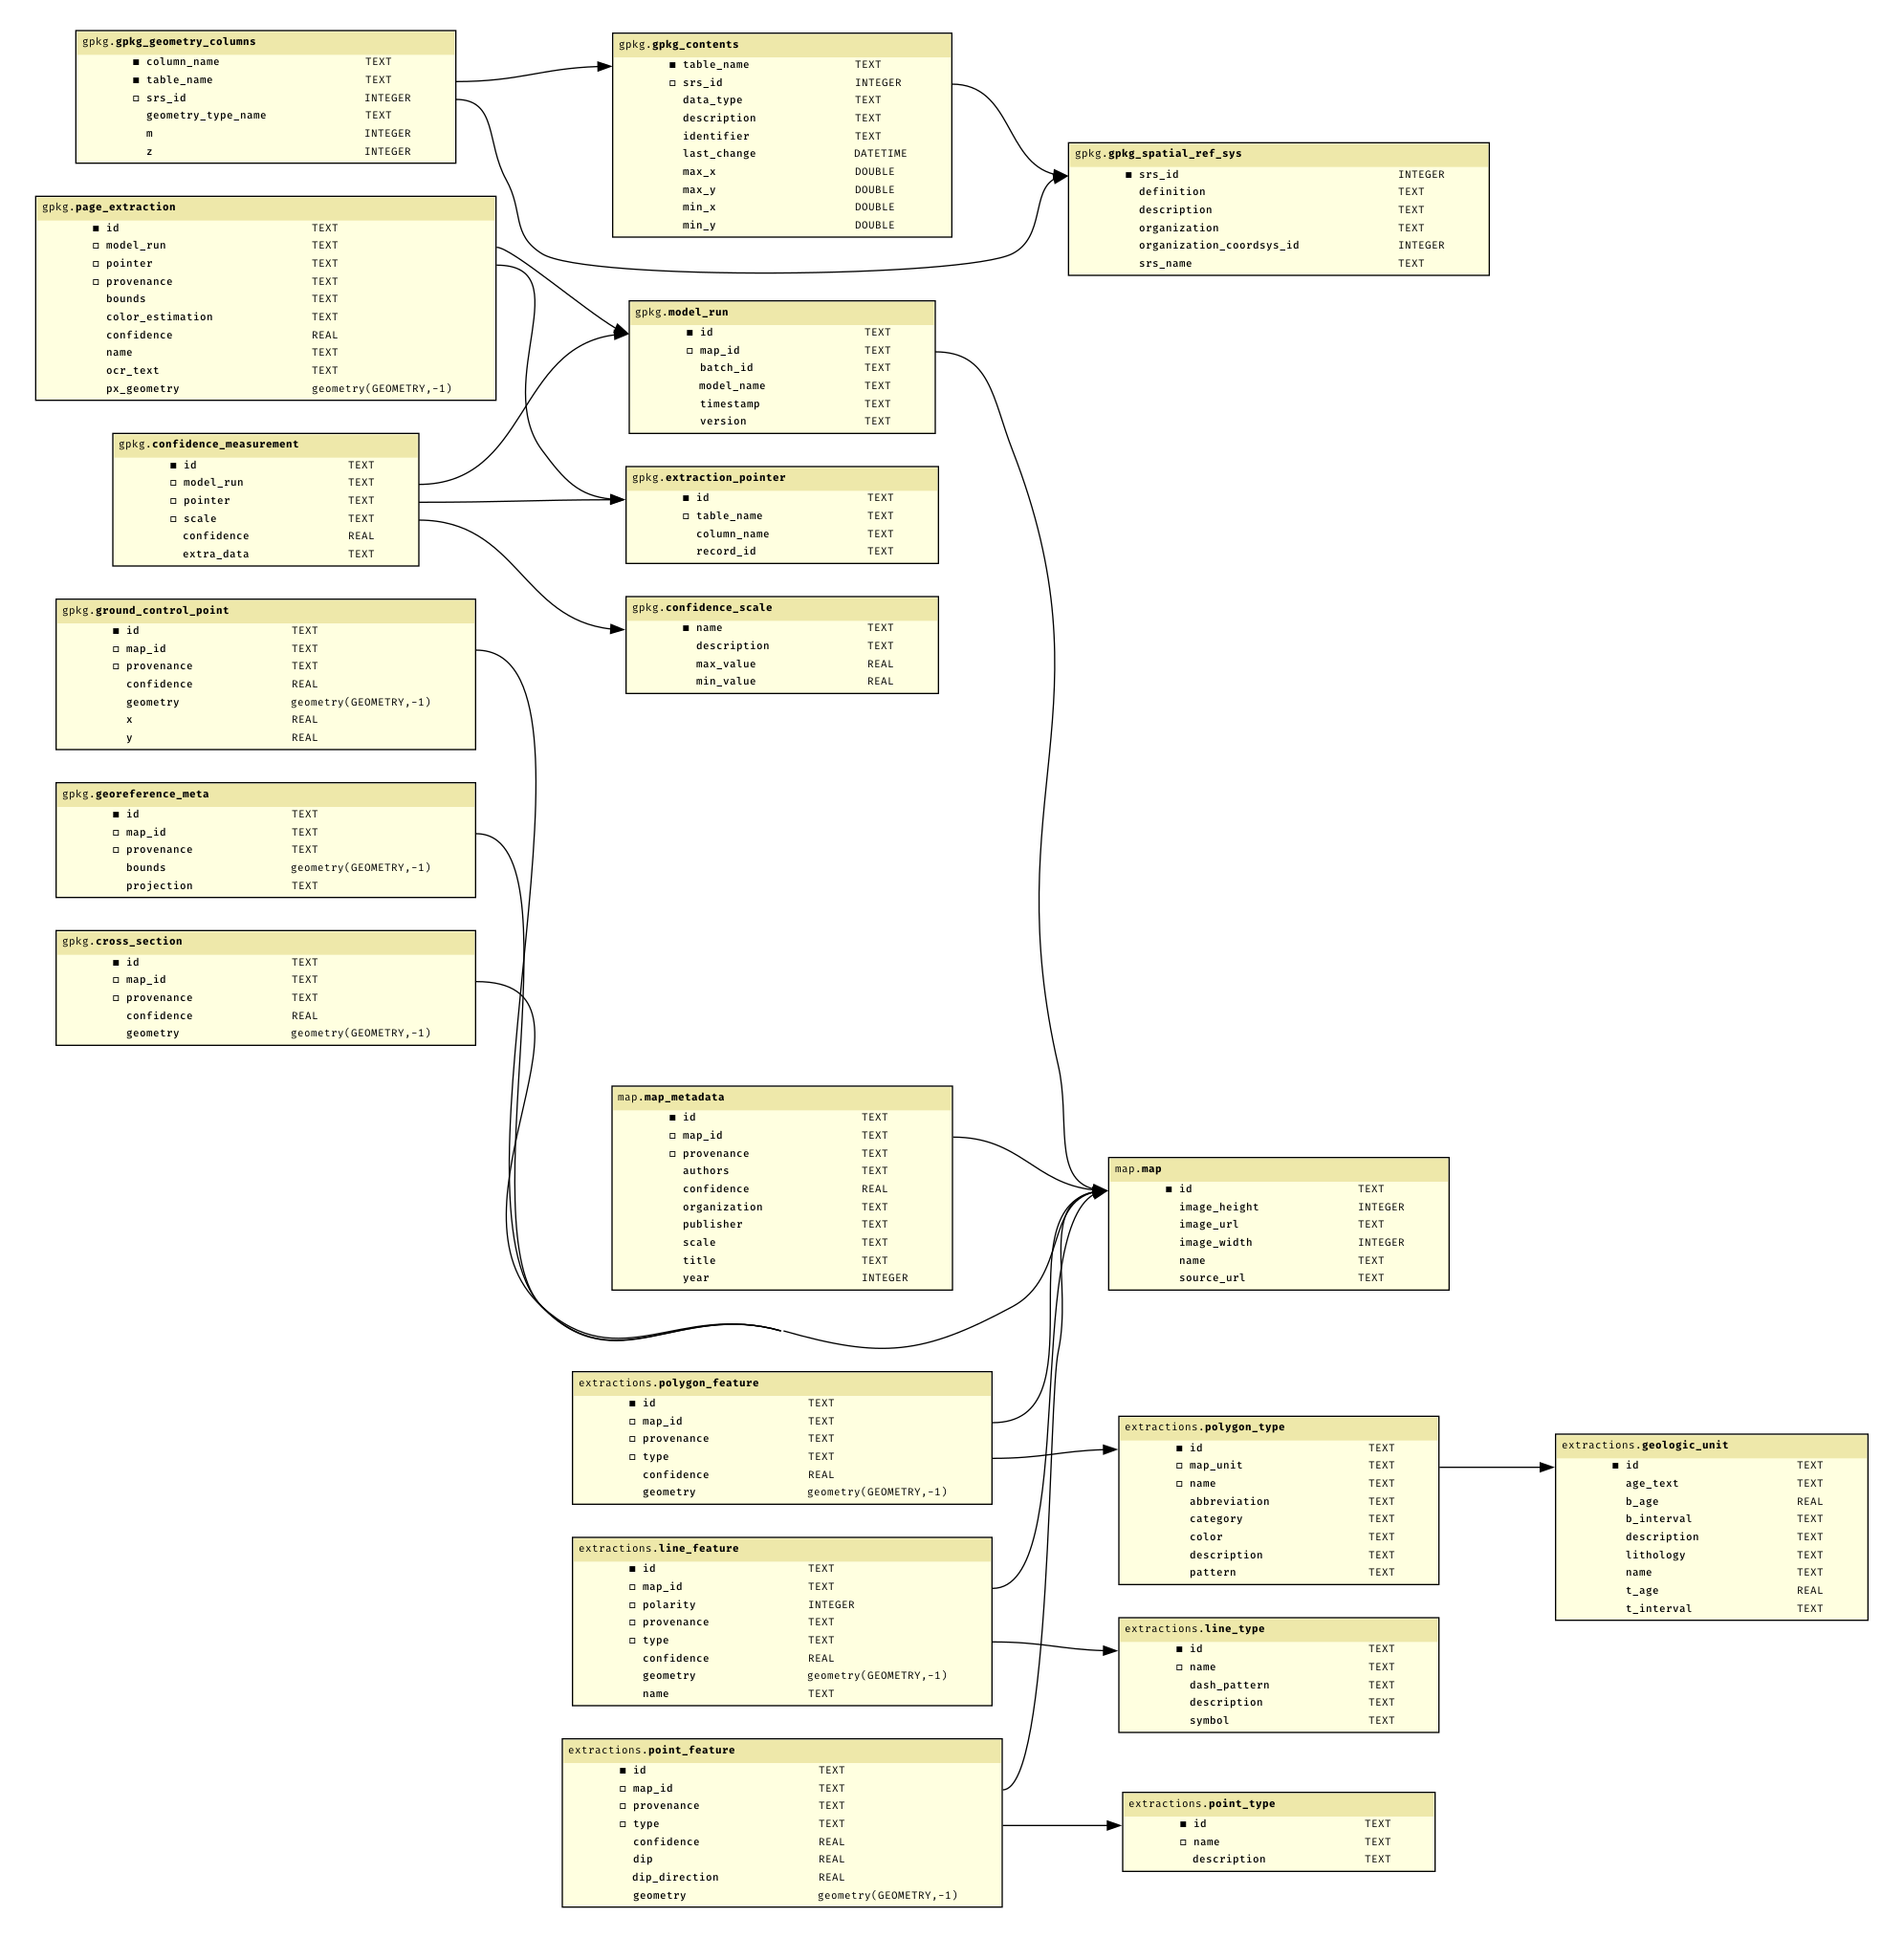 gpkg.gpkg_geometry_columns
column_name TEXT
table_name TEXT
srs_id INTEGER
geometry_type_name TEXT
m INTEGER
z INTEGER
gpkg.page_extraction
id TEXT
model_run TEXT
pointer TEXT
provenance TEXT
bounds TEXT
color_estimation TEXT
confidence REAL
name TEXT
ocr_text TEXT
px_geometry geometry(GEOMETRY,-1)
gpkg.confidence_measurement
id TEXT
model_run TEXT
pointer TEXT
scale TEXT
confidence REAL
extra_data TEXT
gpkg.ground_control_point
id TEXT
map_id TEXT
provenance TEXT
confidence REAL
geometry geometry(GEOMETRY,-1)
x REAL
y REAL
gpkg.georeference_meta
id TEXT
map_id TEXT
provenance TEXT
bounds geometry(GEOMETRY,-1)
projection TEXT
gpkg.cross_section
id TEXT
map_id TEXT
provenance TEXT
confidence REAL
geometry geometry(GEOMETRY,-1)
gpkg.gpkg_contents
table_name TEXT
srs_id INTEGER
data_type TEXT
description TEXT
identifier TEXT
last_change DATETIME
max_x DOUBLE
max_y DOUBLE
min_x DOUBLE
min_y DOUBLE
gpkg.model_run
id TEXT
map_id TEXT
batch_id TEXT
model_name TEXT
timestamp TEXT
version TEXT
gpkg.extraction_pointer
id TEXT
table_name TEXT
column_name TEXT
record_id TEXT
gpkg.confidence_scale
name TEXT
description TEXT
max_value REAL
min_value REAL
map.map_metadata
id TEXT
map_id TEXT
provenance TEXT
authors TEXT
confidence REAL
organization TEXT
publisher TEXT
scale TEXT
title TEXT
year INTEGER
extractions.polygon_feature
id TEXT
map_id TEXT
provenance TEXT
type TEXT
confidence REAL
geometry geometry(GEOMETRY,-1)
extractions.line_feature
id TEXT
map_id TEXT
polarity INTEGER
provenance TEXT
type TEXT
confidence REAL
geometry geometry(GEOMETRY,-1)
name TEXT
extractions.point_feature
id TEXT
map_id TEXT
provenance TEXT
type TEXT
confidence REAL
dip REAL
dip_direction REAL
geometry geometry(GEOMETRY,-1)
gpkg.gpkg_spatial_ref_sys
srs_id INTEGER
definition TEXT
description TEXT
organization TEXT
organization_coordsys_id INTEGER
srs_name TEXT
map.map
id TEXT
image_height INTEGER
image_url TEXT
image_width INTEGER
name TEXT
source_url TEXT
extractions.polygon_type
id TEXT
map_unit TEXT
name TEXT
abbreviation TEXT
category TEXT
color TEXT
description TEXT
pattern TEXT
extractions.line_type
id TEXT
name TEXT
dash_pattern TEXT
description TEXT
symbol TEXT
extractions.point_type
id TEXT
name TEXT
description TEXT
extractions.geologic_unit
id TEXT
age_text TEXT
b_age REAL
b_interval TEXT
description TEXT
lithology TEXT
name TEXT
t_age REAL
t_interval TEXT